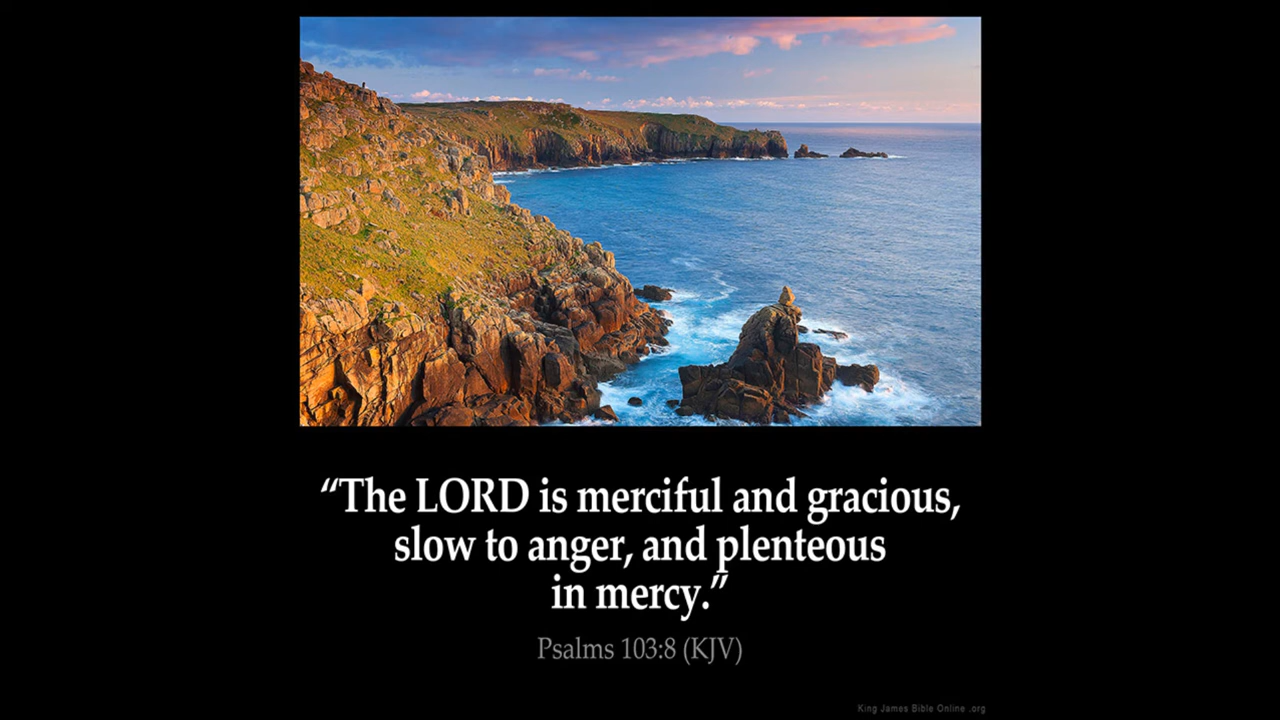 “The LORD is merciful and gracious,
slow to anger, and plenteous
in mercy.”
Psalms 103:8 (KJV)
King James Bible Online .org